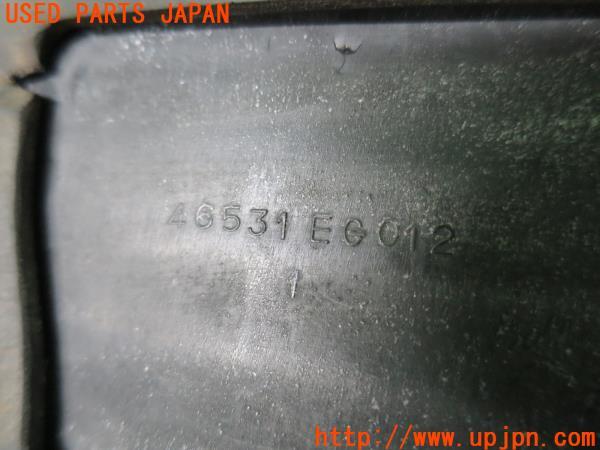 USED PARTS JAPAN
46531 EG012
1
http://www.upjpn.com